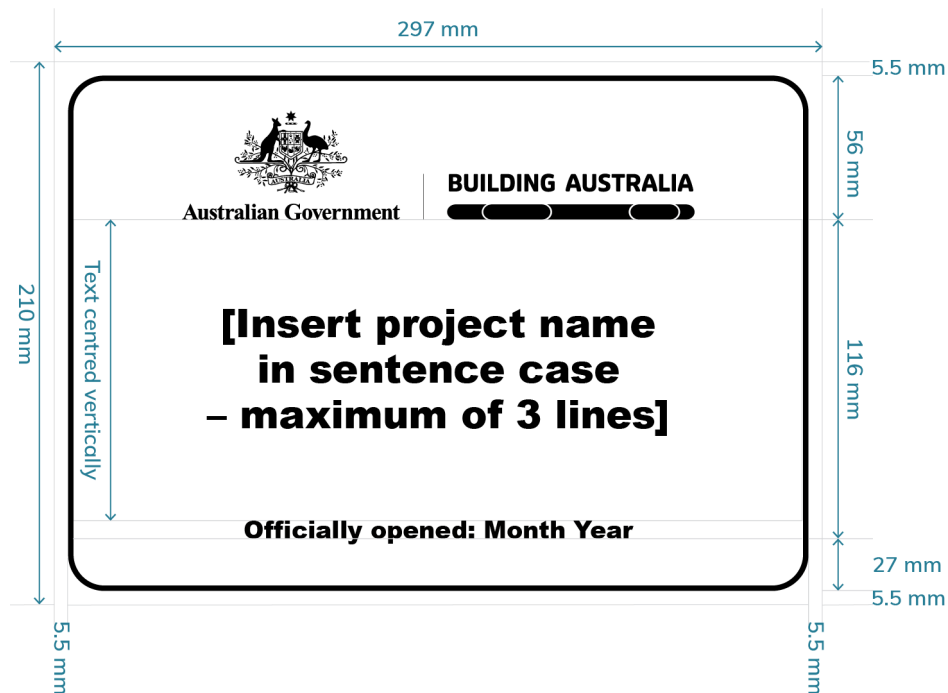 297 mm
5.5 mm
56 mm
AUSTRALIA
Australian Government
BUILDING AUSTRALIA
Text centred vertically
210 mm
[Insert project name
in sentence case
– maximum of 3 lines]
116 mm
Officially opened: Month Year
27 mm
5.5 mm
5.5 mm
5.5 mm